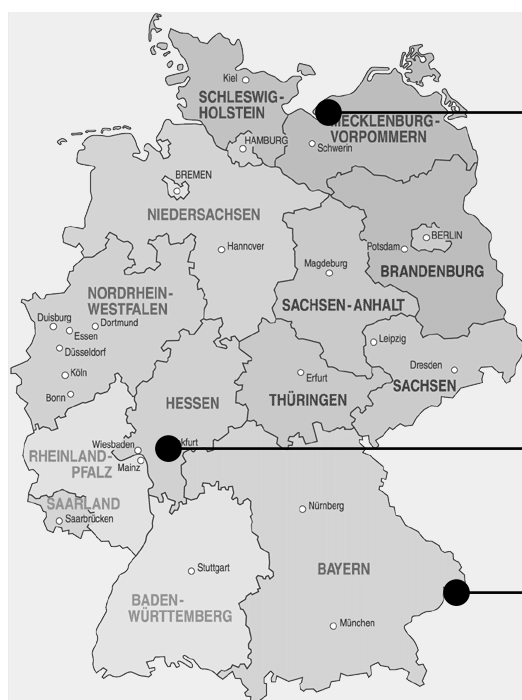 Kiel
SCHLESWIG-
HOLSTEIN
MECKLENBURG-
VORPOMMERN
HAMBURG
Schwerin
BREMEN
NIEDERSACHSEN
BERLIN
Potsdam
Hannover
Magdeburg
BRANDENBURG
NORDRHEIN-
WESTFALEN
SACHSEN-ANHALT
Duisburg
Dortmund
Essen
Leipzig
Düsseldorf
Dresden
Köln
Erfurt
SACHSEN
Bonn
HESSEN
THÜRINGEN
Wiesbaden
kfurt
RHEINLAND-
PFALZ
Mainz
SAARLAND
Saarbrücken
Nürnberg
Stuttgart
BAYERN
BADEN-
WÜRTTEMBERG
München